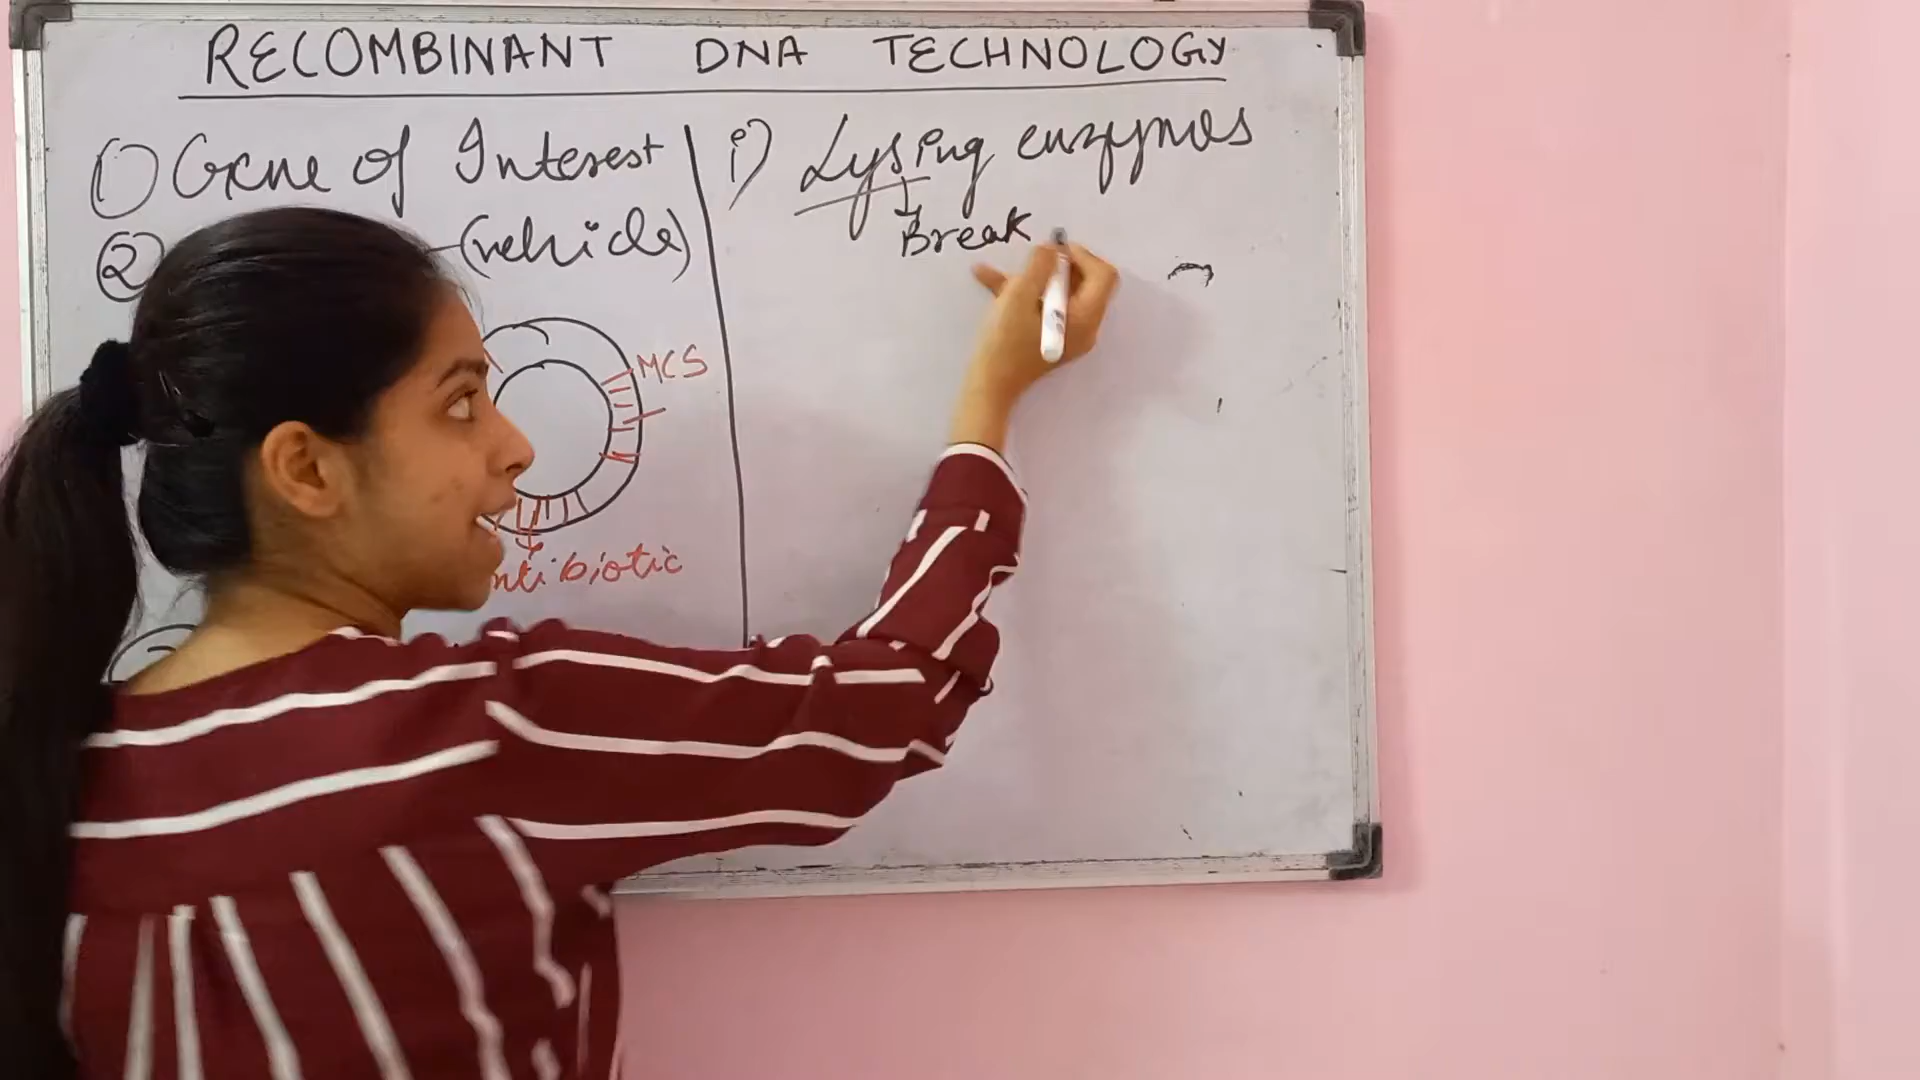 RECOMBINANT DNA TECHNOLOGY
1) Gene of Interest
2 (vehicle)
MCS
ntibiotic
i) Lysing enzymes
Break